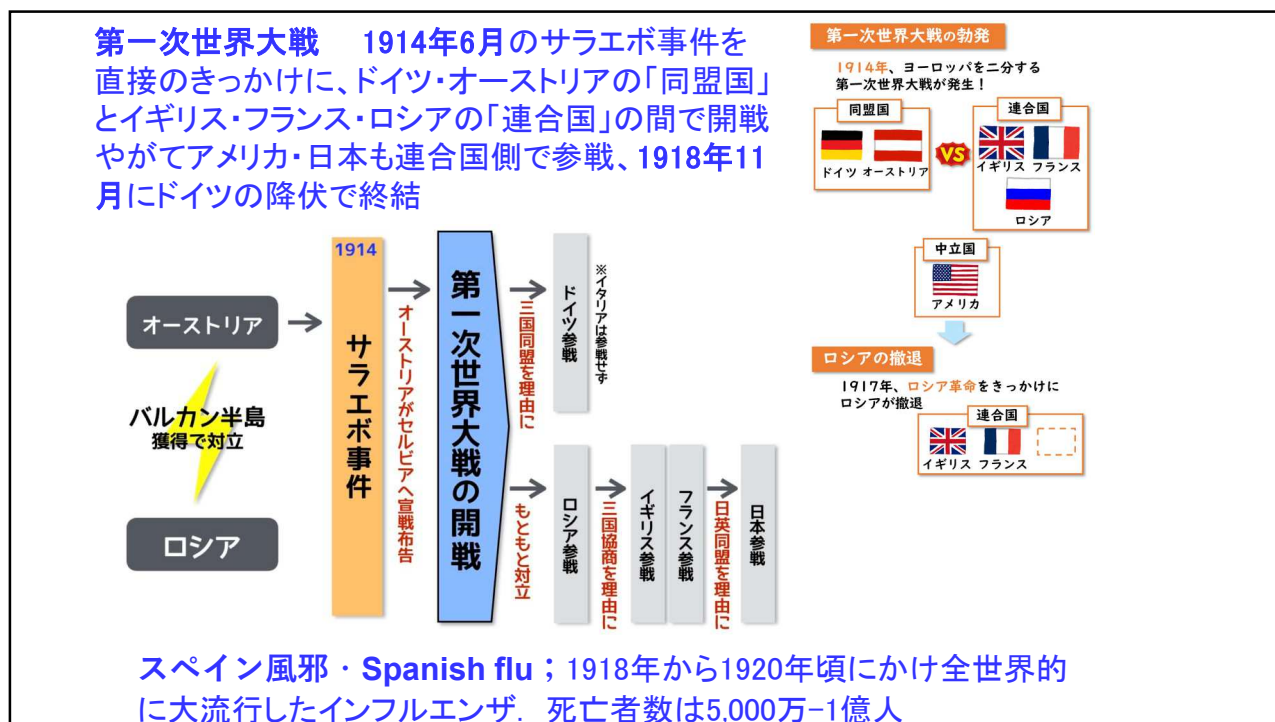 第一次世界大戦　1914年6月のサラエボ事件を
直接のきっかけに、ドイツ・オーストリアの「同盟国」
とイギリス・フランス・ロシアの「連合国」の間で開戦
やがてアメリカ・日本も連合国側で参戦、1918年11
月にドイツの降伏で終結
第一次世界大戦の勃発
1914年、ヨーロッパを二分する
第一次世界大戦が発生！
同盟国
ドイツ オーストリア
VS
連合国
イギリス フランス
ロシア
中立国
アメリカ
ロシアの撤退
1917年、ロシア革命をきっかけに
ロシアが撤退
連合国
イギリス フランス
オーストリア
バルカン半島
獲得で対立
ロシア
1914
サラエボ事件
オーストリアがセルビアへ宣戦布告
第一次世界大戦の開戦
三国同盟を理由に
ドイツ参戦
※イタリアは参戦せず
もともと対立
ロシア参戦
三国協商を理由に
イギリス参戦
フランス参戦
日英同盟を理由に
日本参戦
スペイン風邪・Spanish flu；1918年から1920年頃にかけ全世界的
に大流行したインフルエンザ．死亡者数は5,000万-1億人